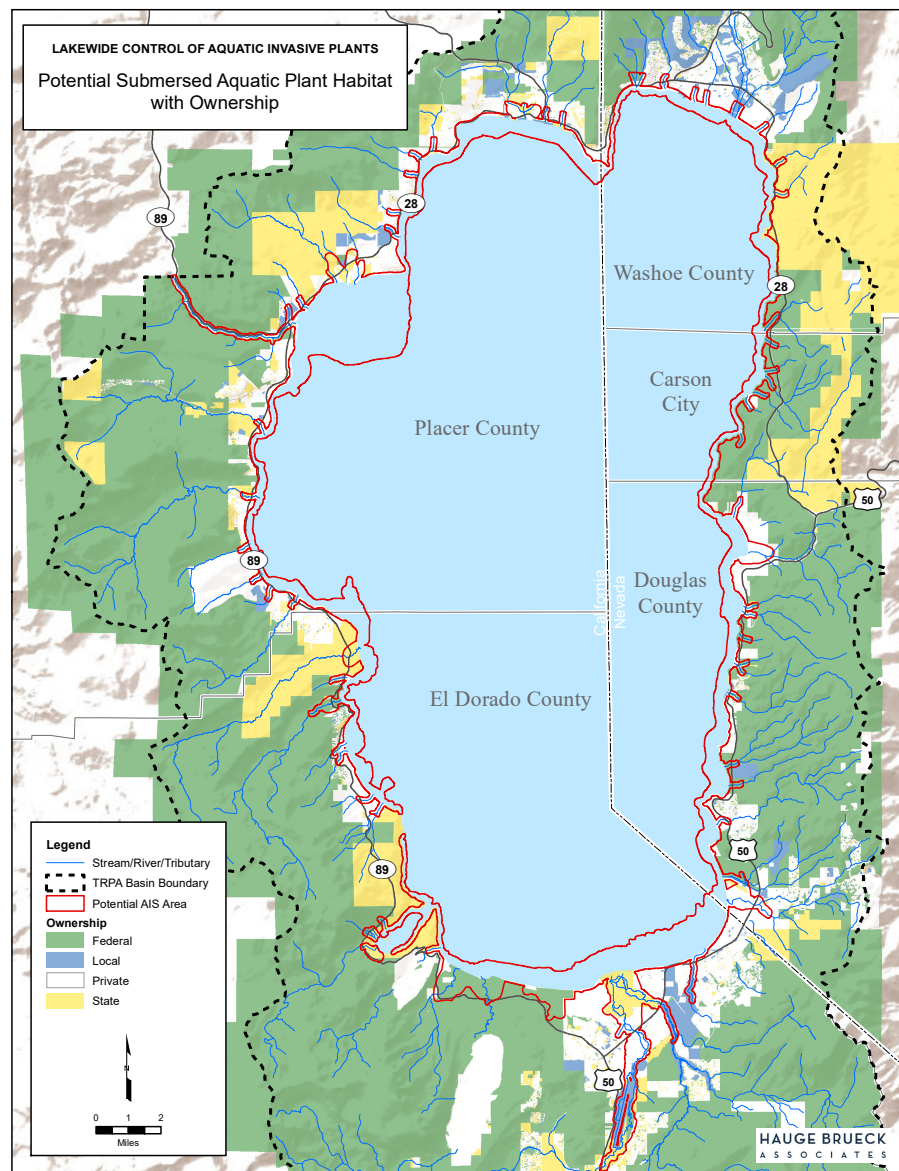 LAKEWIDE CONTROL OF AQUATIC INVASIVE PLANTS
Potential Submersed Aquatic Plant Habitat
with Ownership
89
28
Washoe County
28
Carson
City
Placer County
50
89
California
Nevada
Douglas
County
El Dorado County
50
89
50
Legend
Stream/River/Tributary
TRPA Basin Boundary
Potential AIS Area
Ownership
Federal
Local
Private
State
N
0 1 2
Miles
HAUGE BRUECK
ASSOCIATES